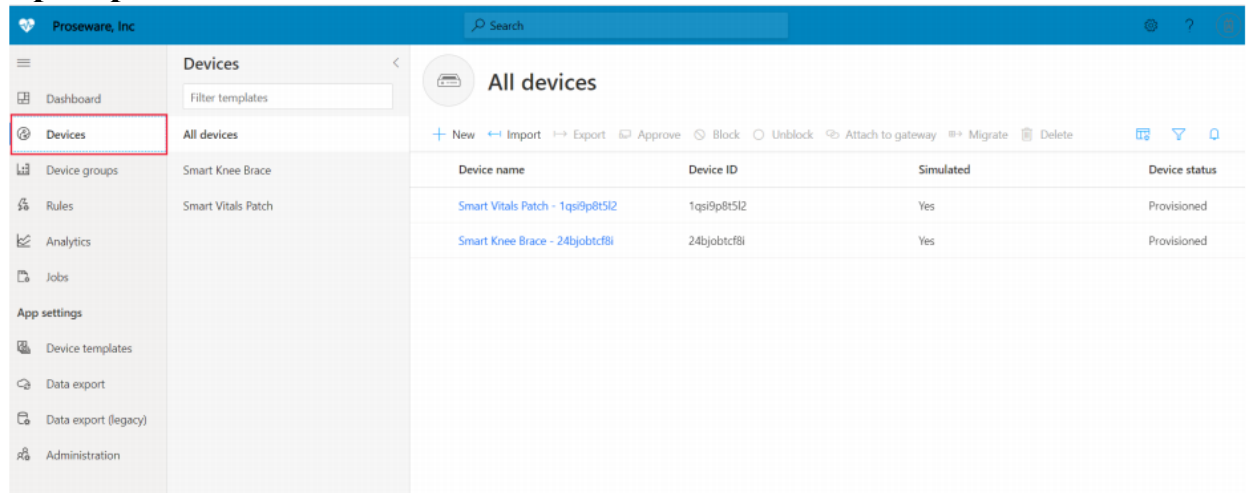 Proseware, Inc
Search
?
Devices
Filter templates
All devices
Smart Knee Brace
Smart Vitals Patch
Dashboard
Devices
Device groups
Rules
Analytics
Jobs
App settings
Device templates
Data export
Data export (legacy)
Administration
All devices
New Import Export Approve Block Unblock Attach to gateway Migrate Delete
Device name Device ID Simulated Device status
Smart Vitals Patch - 1qsi9p8t5l2 1qsi9p8t5l2 Yes Provisioned
Smart Knee Brace - 24bjobtcf8i 24bjobtcf8i Yes Provisioned